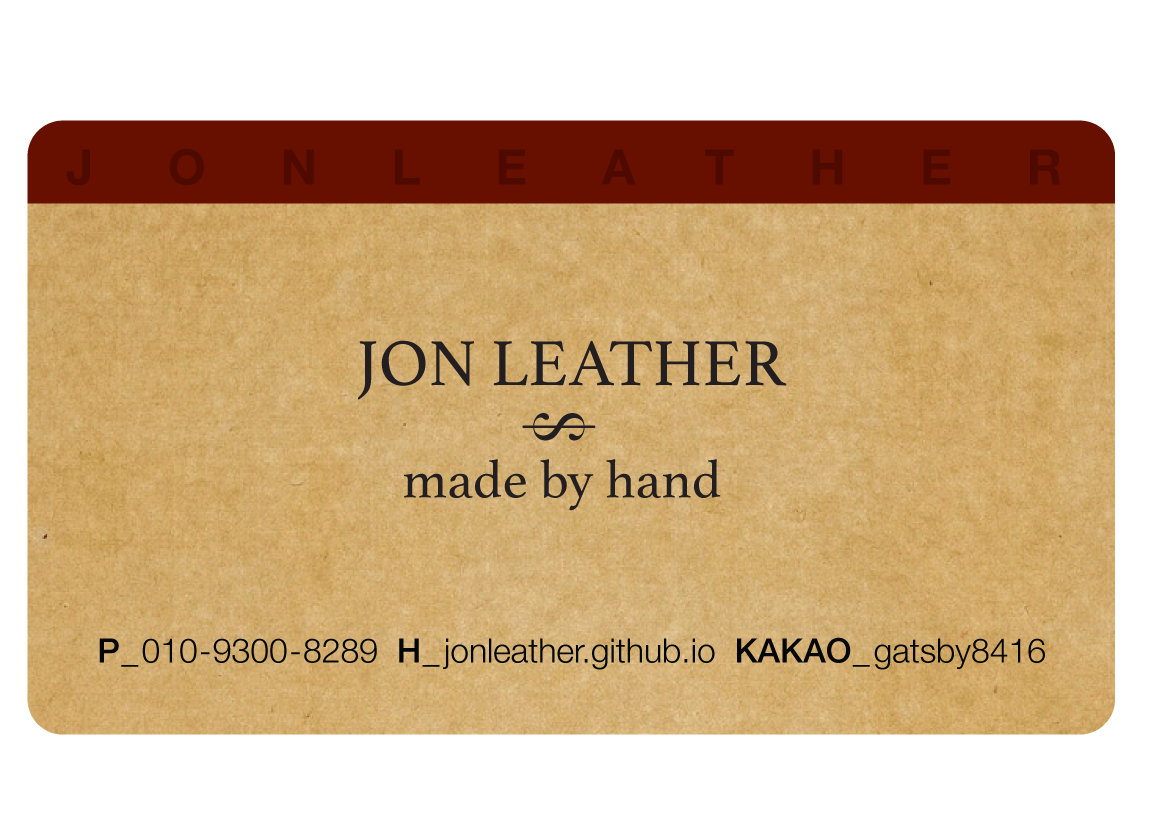 J O N L E A T H E R
JON LEATHER
made by hand
P_010-9300-8289 H_jonleather.github.io KAKAO_gatsby8416